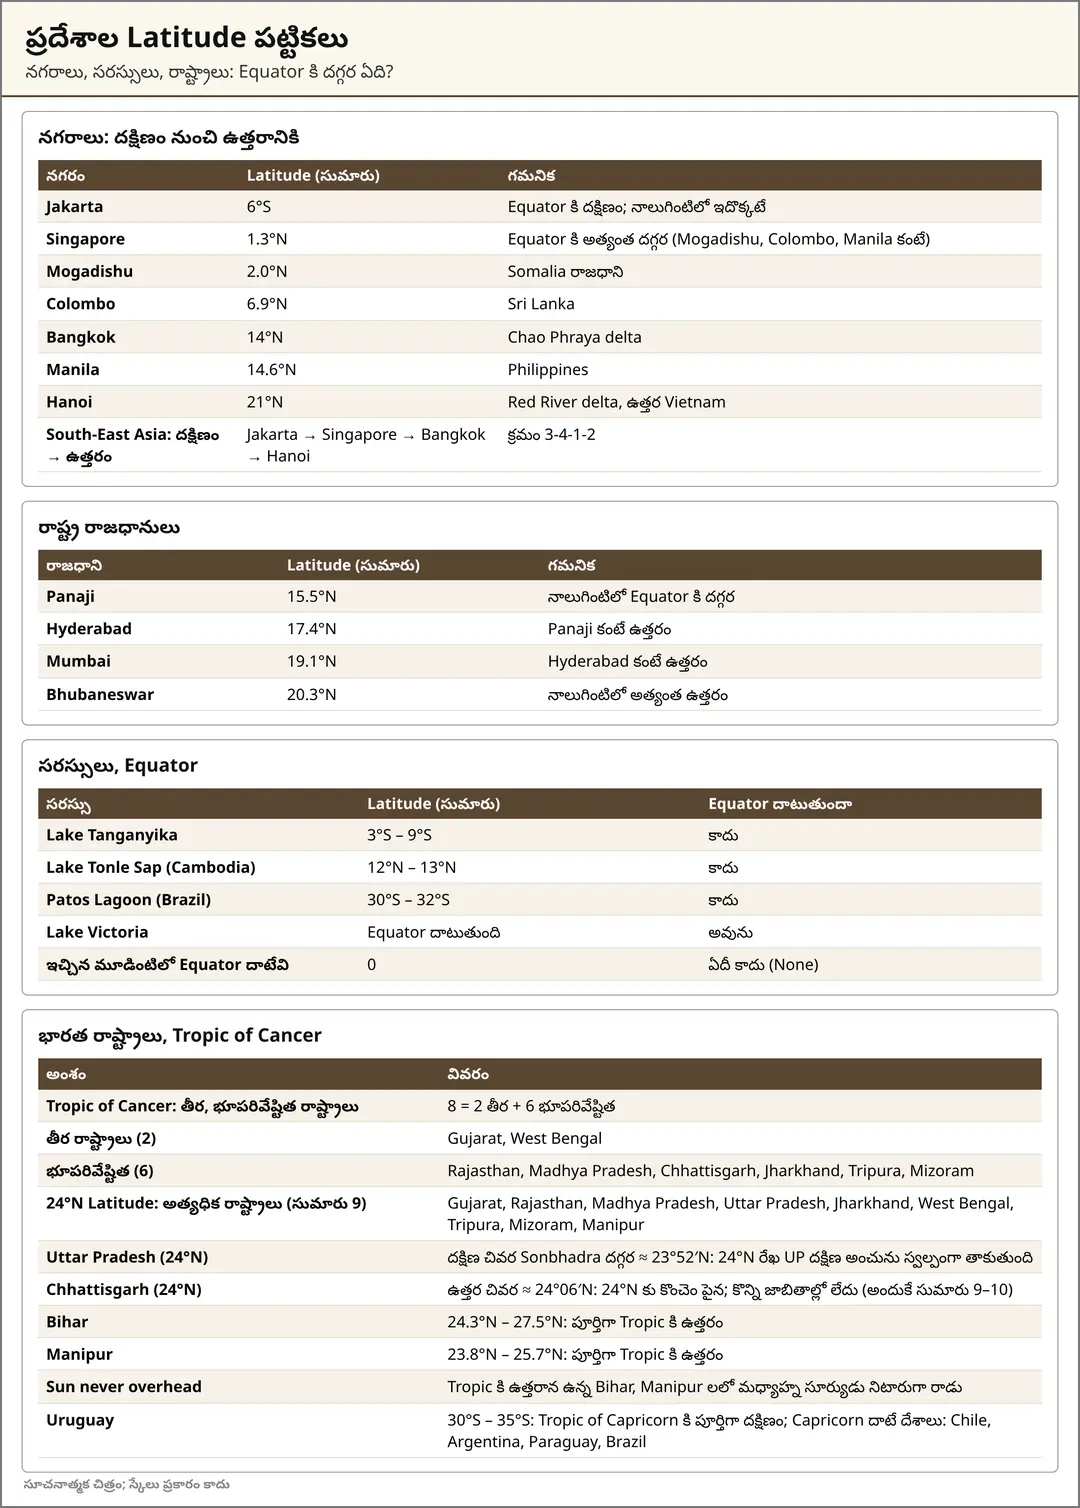 ప్రదేశాల Latitude పట్టికలు
నగరాలు, సరస్సులు, రాష్ట్రాలు: Equator కి దగ్గర ఏది?
నగరాలు: దక్షిణం నుంచి ఉత్తరానికి
నగరం Latitude (సుమారు) గమనిక
Jakarta 6°S Equator కి దక్షిణం; నాలుగింటిలో ఇదొక్కటే
Singapore 1.3°N Equator కి అత్యంత దగ్గర (Mogadishu, Colombo, Manila కంటే)
Mogadishu 2.0°N Somalia రాజధాని
Colombo 6.9°N Sri Lanka
Bangkok 14°N Chao Phraya delta
Manila 14.6°N Philippines
Hanoi 21°N Red River delta, ఉత్తర Vietnam
South-East Asia: దక్షిణం Jakarta → Singapore → Bangkok క్రమం 3-4-1-2
→ ఉత్తరం → Hanoi
రాష్ట్ర రాజధానులు
రాజధాని Latitude (సుమారు) గమనిక
Panaji 15.5°N నాలుగింటిలో Equator కి దగ్గర
Hyderabad 17.4°N Panaji కంటే ఉత్తరం
Mumbai 19.1°N Hyderabad కంటే ఉత్తరం
Bhubaneswar 20.3°N నాలుగింటిలో అత్యంత ఉత్తరం
సరస్సులు, Equator
సరస్సు Latitude (సుమారు) Equator దాటుతుందా
Lake Tanganyika 3°S – 9°S కాదు
Lake Tonle Sap (Cambodia) 12°N – 13°N కాదు
Patos Lagoon (Brazil) 30°S – 32°S కాదు
Lake Victoria Equator దాటుతుంది అవును
ఇచ్చిన మూడింటిలో Equator దాటేవి 0 ఏదీ కాదు (None)
భారత రాష్ట్రాలు, Tropic of Cancer
అంశం వివరం
Tropic of Cancer: తీర, భూపరివేష్టిత రాష్ట్రాలు 8 = 2 తీర + 6 భూపరివేష్టిత
తీర రాష్ట్రాలు (2) Gujarat, West Bengal
భూపరివేష్టిత (6) Rajasthan, Madhya Pradesh, Chhattisgarh, Jharkhand, Tripura, Mizoram
24°N Latitude: అత్యధిక రాష్ట్రాలు (సుమారు 9) Gujarat, Rajasthan, Madhya Pradesh, Uttar Pradesh, Jharkhand, West Bengal,
Tripura, Mizoram, Manipur
Uttar Pradesh (24°N) దక్షిణ చివర Sonbhadra దగ్గర ≈ 23°52′N: 24°N రేఖ UP దక్షిణ అంచును స్వల్పంగా తాకుతుంది
Chhattisgarh (24°N) ఉత్తర చివర ≈ 24°06′N: 24°N కు కొంచెం పైన; కొన్ని జాబితాల్లో లేదు (అందుకే సుమారు 9–10)
Bihar 24.3°N – 27.5°N: పూర్తిగా Tropic కి ఉత్తరం
Manipur 23.8°N – 25.7°N: పూర్తిగా Tropic కి ఉత్తరం
Sun never overhead Tropic కి ఉత్తరాన ఉన్న Bihar, Manipur లలో మధ్యాహ్న సూర్యుడు నిటారుగా రాడు
Uruguay 30°S – 35°S: Tropic of Capricorn కి పూర్తిగా దక్షిణం; Capricorn దాటే దేశాలు: Chile,
Argentina, Paraguay, Brazil
సూచనాత్మక చిత్రం; స్కేలు ప్రకారం కాదు